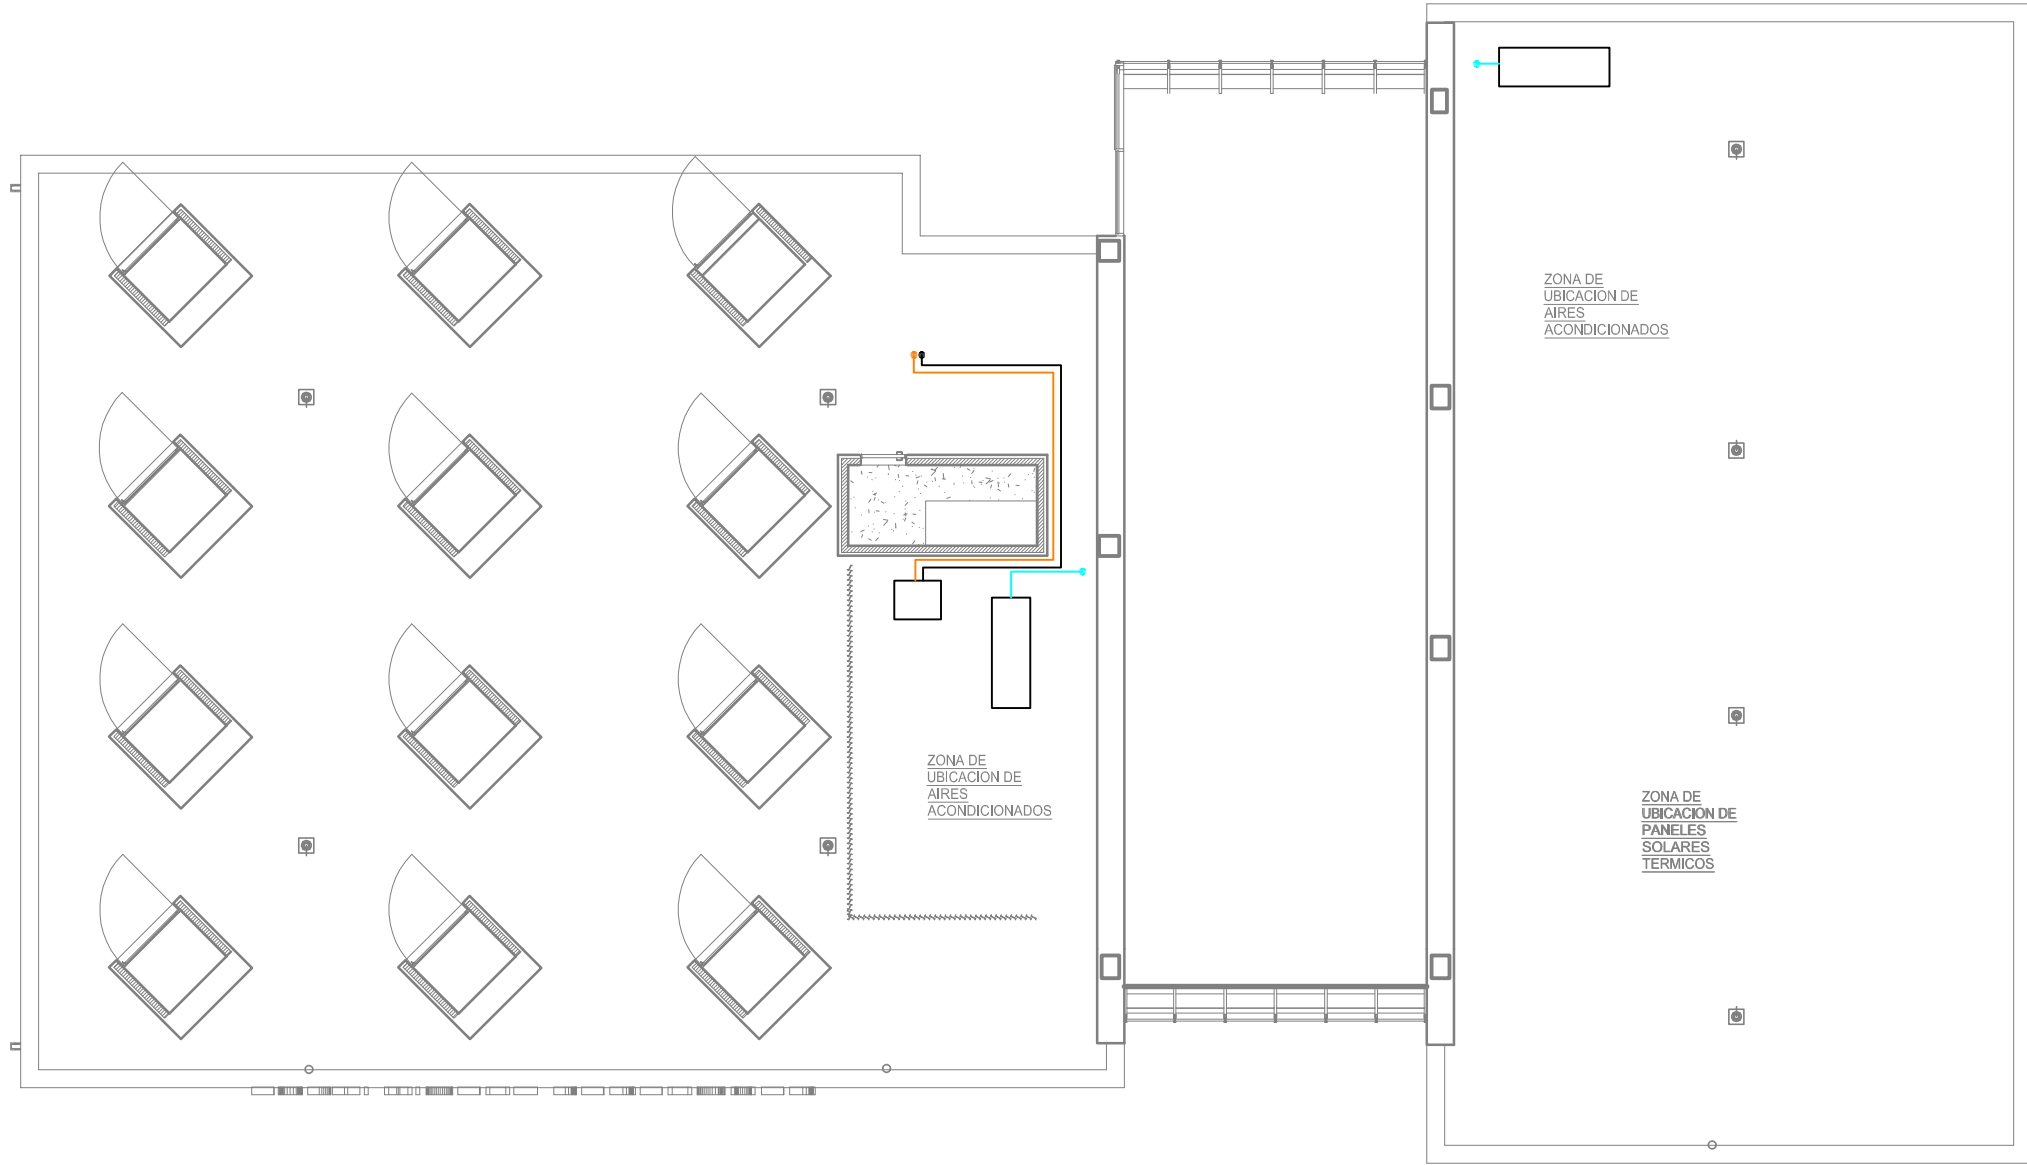 ZONA DE
UBICACION DE
AIRES
ACONDICIONADOS
ZONA DE
UBICACION DE
AIRES
ACONDICIONADOS
ZONA DE
UBICACION DE
PANELES
SOLARES
TERMICOS